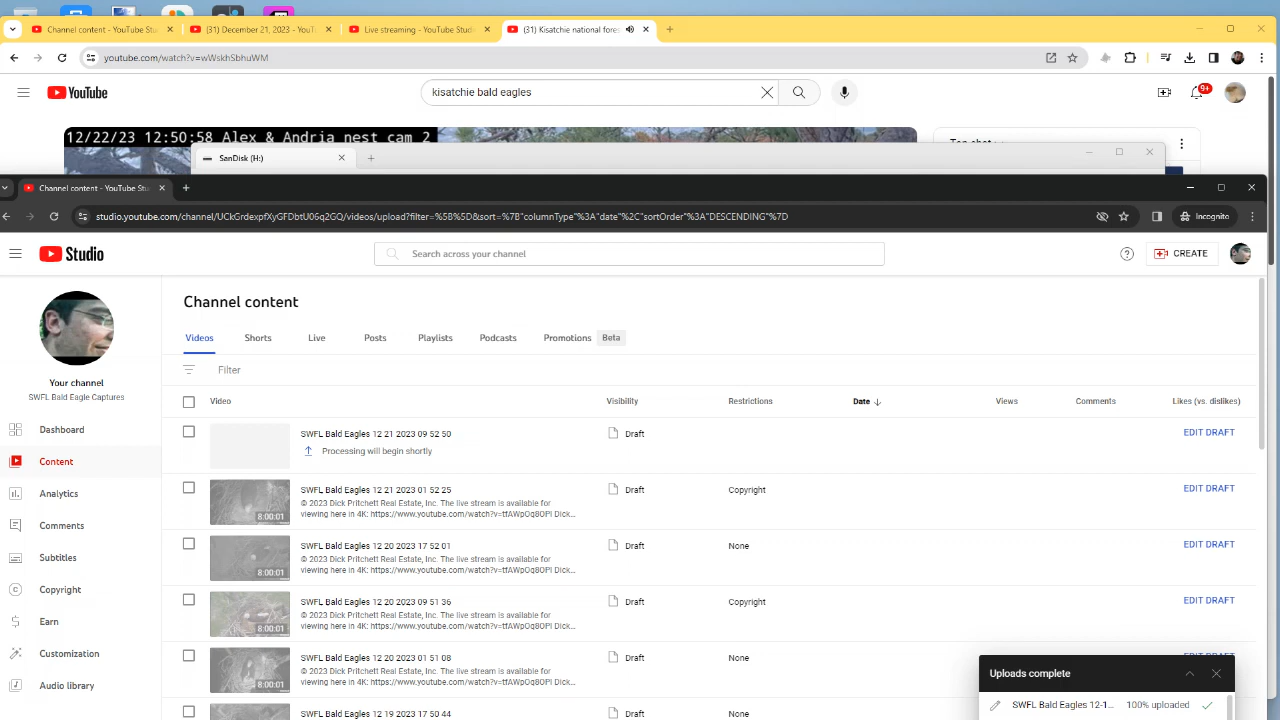 Channel content - YouTube Stu
(31) December 21, 2023 - YouTu
Live streaming - YouTube Studi
(31) Kisatchie national fores
youtube.com/watch?v=wWskhSbhuWM
YouTube
kisatchie bald eagles
9+
12/22/23 12:50:58 Alex & Andria nest cam 2
SanDisk (H:)
Channel content - YouTube Stu
studio.youtube.com/channel/UCkGrdexpfXyGFDbtU06q2GQ/videos/upload?filter=%5B%5D&sort=%7B"columnType"%3A"date"%2C"sortOrder"%3A"DESCENDING"%7D
Incognito
Studio
Search across your channel
CREATE
Channel content
Videos
Shorts
Live
Posts
Playlists
Podcasts
Promotions
Beta
Your channel
SWFL Bald Eagle Captures
Dashboard
Content
Analytics
Comments
Subtitles
Copyright
Earn
Customization
Audio library
Filter
Video
Visibility
Restrictions
Date
Views
Comments
Likes (vs. dislikes)
SWFL Bald Eagles 12 21 2023 09 52 50
Processing will begin shortly
Draft
EDIT DRAFT
8:00:01
SWFL Bald Eagles 12 21 2023 01 52 25
© 2023 Dick Pritchett Real Estate, Inc. The live stream is available for
viewing here in 4K: https://www.youtube.com/watch?v=tfAWpOq8OPI Dick...
Draft
Copyright
EDIT DRAFT
8:00:01
SWFL Bald Eagles 12 20 2023 17 52 01
© 2023 Dick Pritchett Real Estate, Inc. The live stream is available for
viewing here in 4K: https://www.youtube.com/watch?v=tfAWpOq8OPI Dick...
Draft
None
EDIT DRAFT
8:00:01
SWFL Bald Eagles 12 20 2023 09 51 36
© 2023 Dick Pritchett Real Estate, Inc. The live stream is available for
viewing here in 4K: https://www.youtube.com/watch?v=tfAWpOq8OPI Dick...
Draft
Copyright
EDIT DRAFT
8:00:01
SWFL Bald Eagles 12 20 2023 01 51 08
© 2023 Dick Pritchett Real Estate, Inc. The live stream is available for
viewing here in 4K: https://www.youtube.com/watch?v=tfAWpOq8OPI Dick...
Draft
None
SWFL Bald Eagles 12 19 2023 17 50 44
Draft
None
Uploads complete
SWFL Bald Eagles 12-1...
100% uploaded